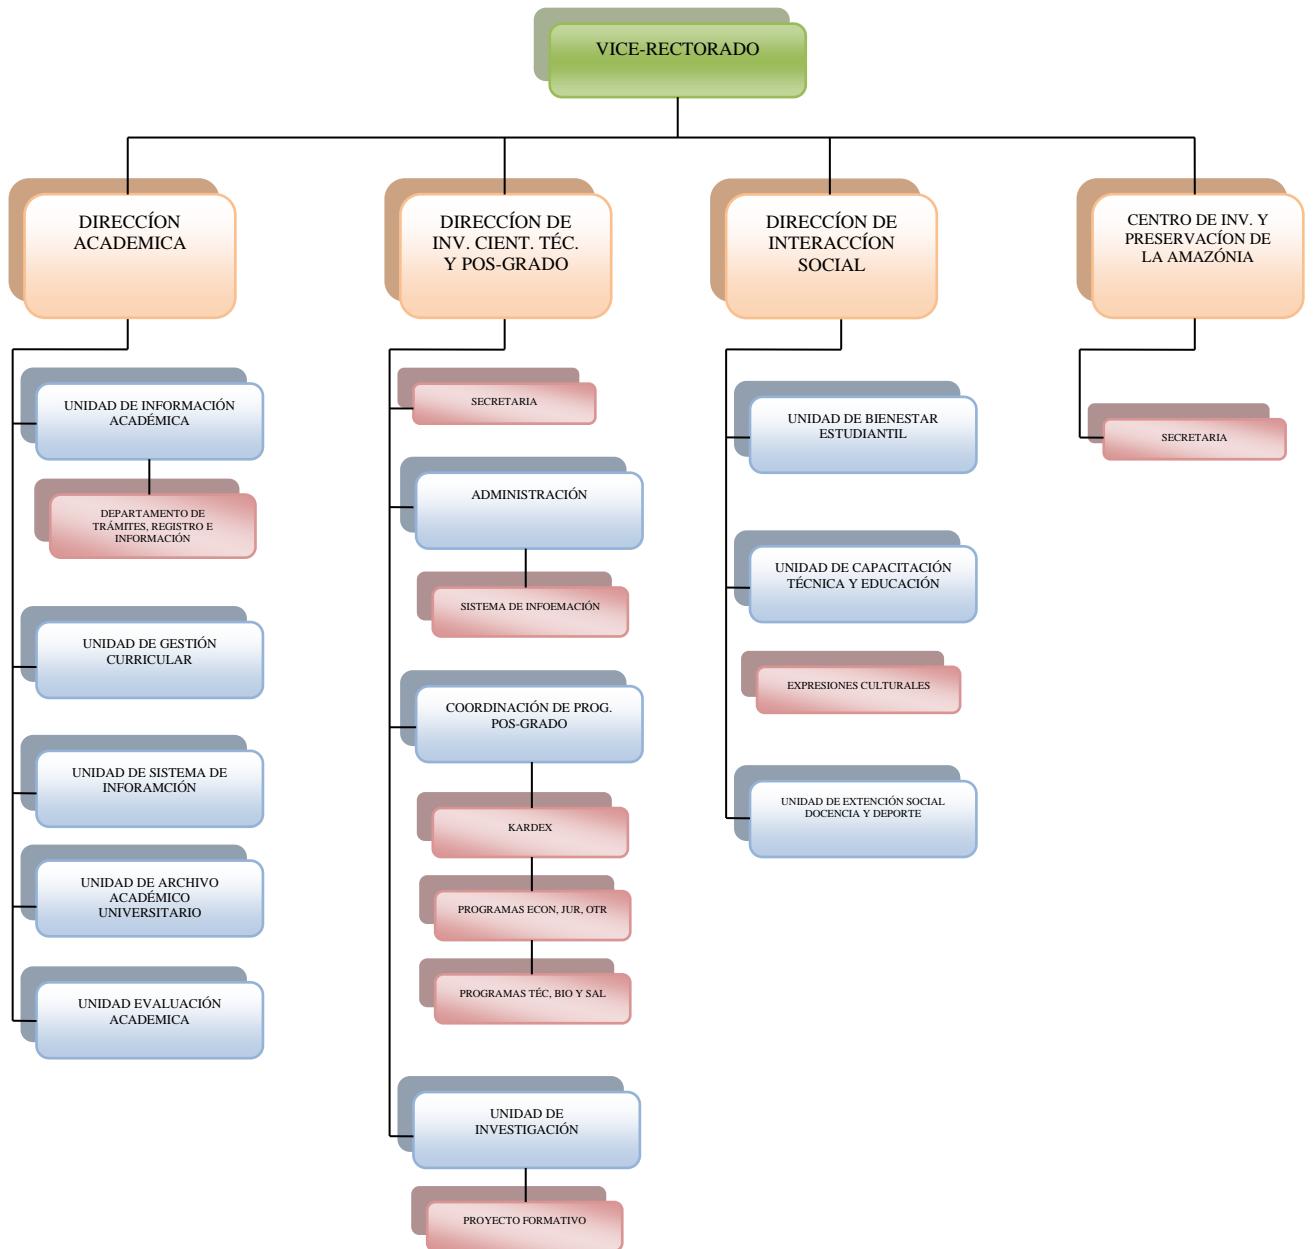 VICE-RECTORADO
DIRECCÍON
ACADEMICA
DIRECCÍON DE
INV. CIENT. TÉC.
Y POS-GRADO
DIRECCÍON DE
INTERACCÍON
SOCIAL
CENTRO DE INV. Y
PRESERVACÍON DE
LA AMAZÓNIA
UNIDAD DE INFORMACIÓN
ACADÉMICA
DEPARTAMENTO DE
TRÁMITES, REGISTRO E
INFORMACIÓN
UNIDAD DE GESTIÓN
CURRICULAR
UNIDAD DE SISTEMA DE
INFORAMCIÓN
UNIDAD DE ARCHIVO
ACADÉMICO
UNIVERSITARIO
UNIDAD EVALUACIÓN
ACADEMICA
SECRETARIA
ADMINISTRACIÓN
SISTEMA DE INFOEMACIÓN
COORDINACIÓN DE PROG.
POS-GRADO
KARDEX
PROGRAMAS ECON, JUR, OTR
PROGRAMAS TÉC, BIO Y SAL
UNIDAD DE
INVESTIGACIÓN
PROYECTO FORMATIVO
UNIDAD DE BIENESTAR
ESTUDIANTIL
UNIDAD DE CAPACITACIÓN
TÉCNICA Y EDUCACIÓN
EXPRESIONES CULTURALES
UNIDAD DE EXTENCIÓN SOCIAL
DOCENCIA Y DEPORTE
SECRETARIA